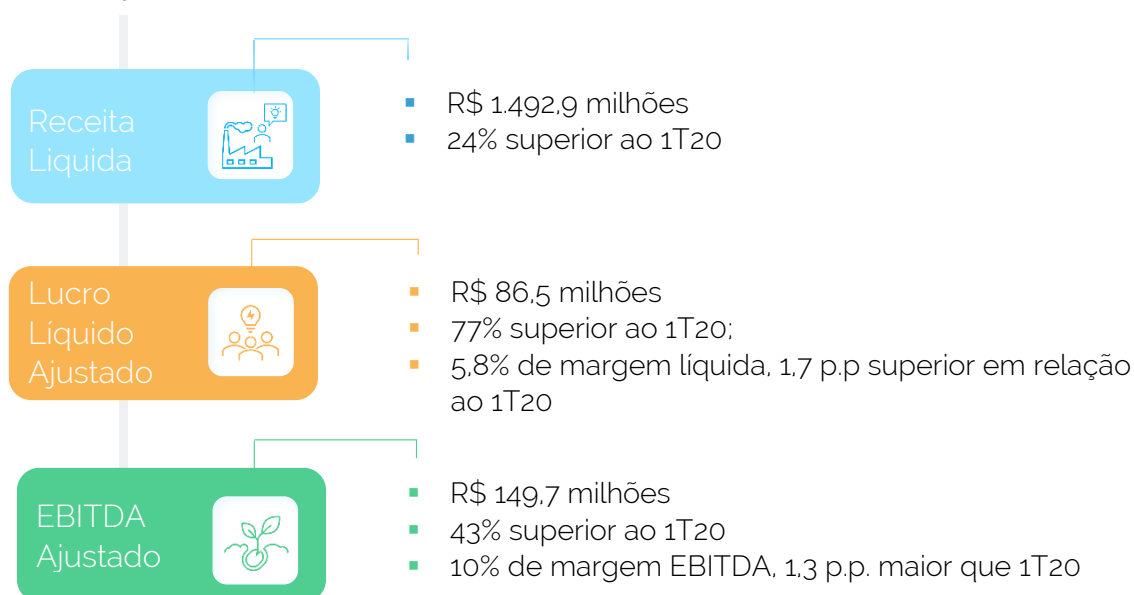 Receita
Liquida
R$ 1.492,9 milhões
24% superior ao 1T20
Lucro
Líquido
Ajustado
R$ 86,5 milhões
77% superior ao 1T20;
5,8% de margem líquida, 1,7 p.p superior em relação
ao 1T20
EBITDA
Ajustado
R$ 149,7 milhões
43% superior ao 1T20
10% de margem EBITDA, 1,3 p.p. maior que 1T20